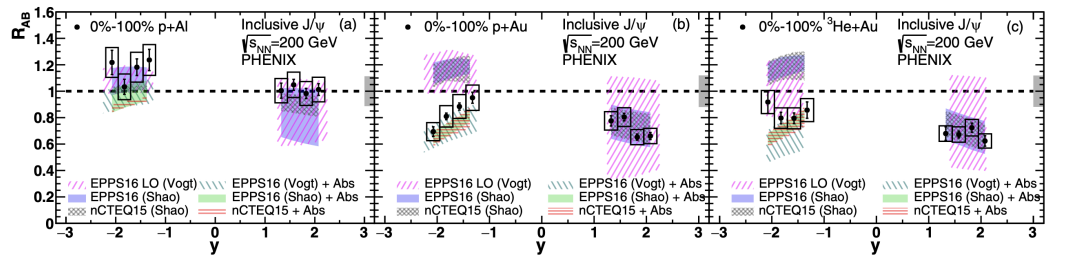 R_AB
1.6
1.4
1.2
1
0.8
0.6
0.4
0.2
0
0%-100% p+Al
Inclusive J/ψ (a)
√s_NN=200 GeV
PHENIX
EPPS16 LO (Vogt) EPPS16 (Vogt) + Abs
EPPS16 (Shao) EPPS16 (Shao) + Abs
nCTEQ15 (Shao) nCTEQ15 + Abs
−3 −2 −1 0 1 2 3
y
0%-100% p+Au
Inclusive J/ψ (b)
√s_NN=200 GeV
PHENIX
EPPS16 LO (Vogt) EPPS16 (Vogt) + Abs
EPPS16 (Shao) EPPS16 (Shao) + Abs
nCTEQ15 (Shao) nCTEQ15 + Abs
−3 −2 −1 0 1 2 3
y
0%-100% ³He+Au
Inclusive J/ψ (c)
√s_NN=200 GeV
PHENIX
EPPS16 LO (Vogt) EPPS16 (Vogt) + Abs
EPPS16 (Shao) EPPS16 (Shao) + Abs
nCTEQ15 (Shao) nCTEQ15 + Abs
−3 −2 −1 0 1 2 3
y